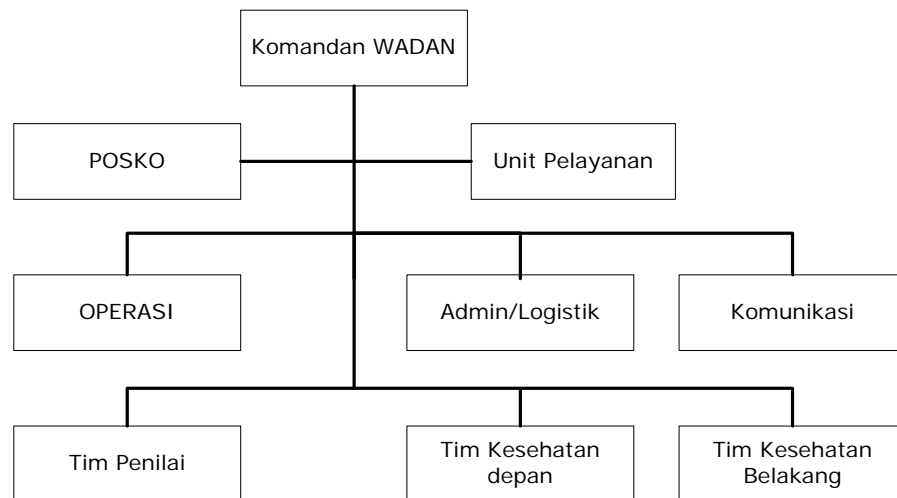 Komandan WADAN
POSKO
Unit Pelayanan
OPERASI
Admin/Logistik
Komunikasi
Tim Penilai
Tim Kesehatan
depan
Tim Kesehatan
Belakang